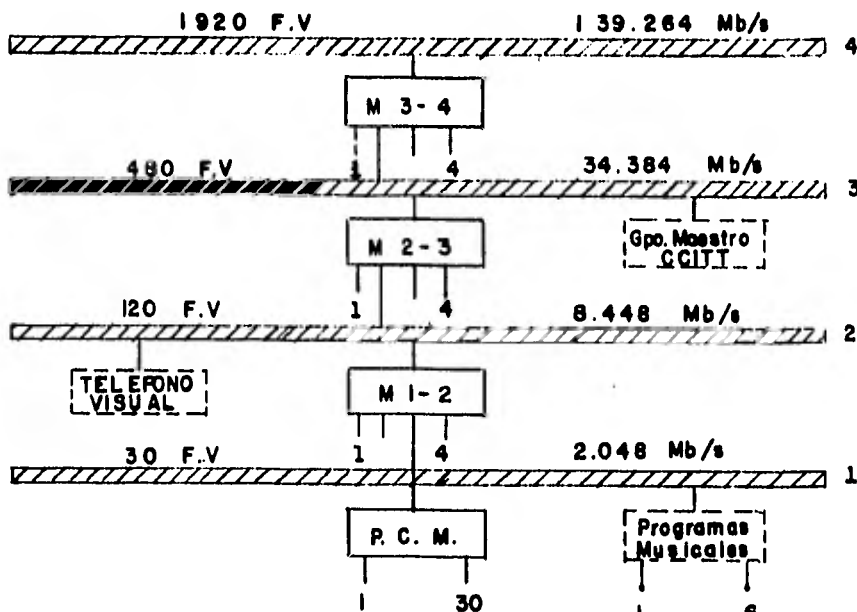 1920 F.V 139.264 Mb/s
4
M 3-4
1 4
480 F.V 34.384 Mb/s
3
M 2-3
Gpo. Maestro
CCITT
1 4
120 F.V 8.448 Mb/s
2
TELEFONO
VISUAL
M 1-2
1 4
30 F.V 2.048 Mb/s
1
P. C. M.
Programas
Musicales
1 30
1 6